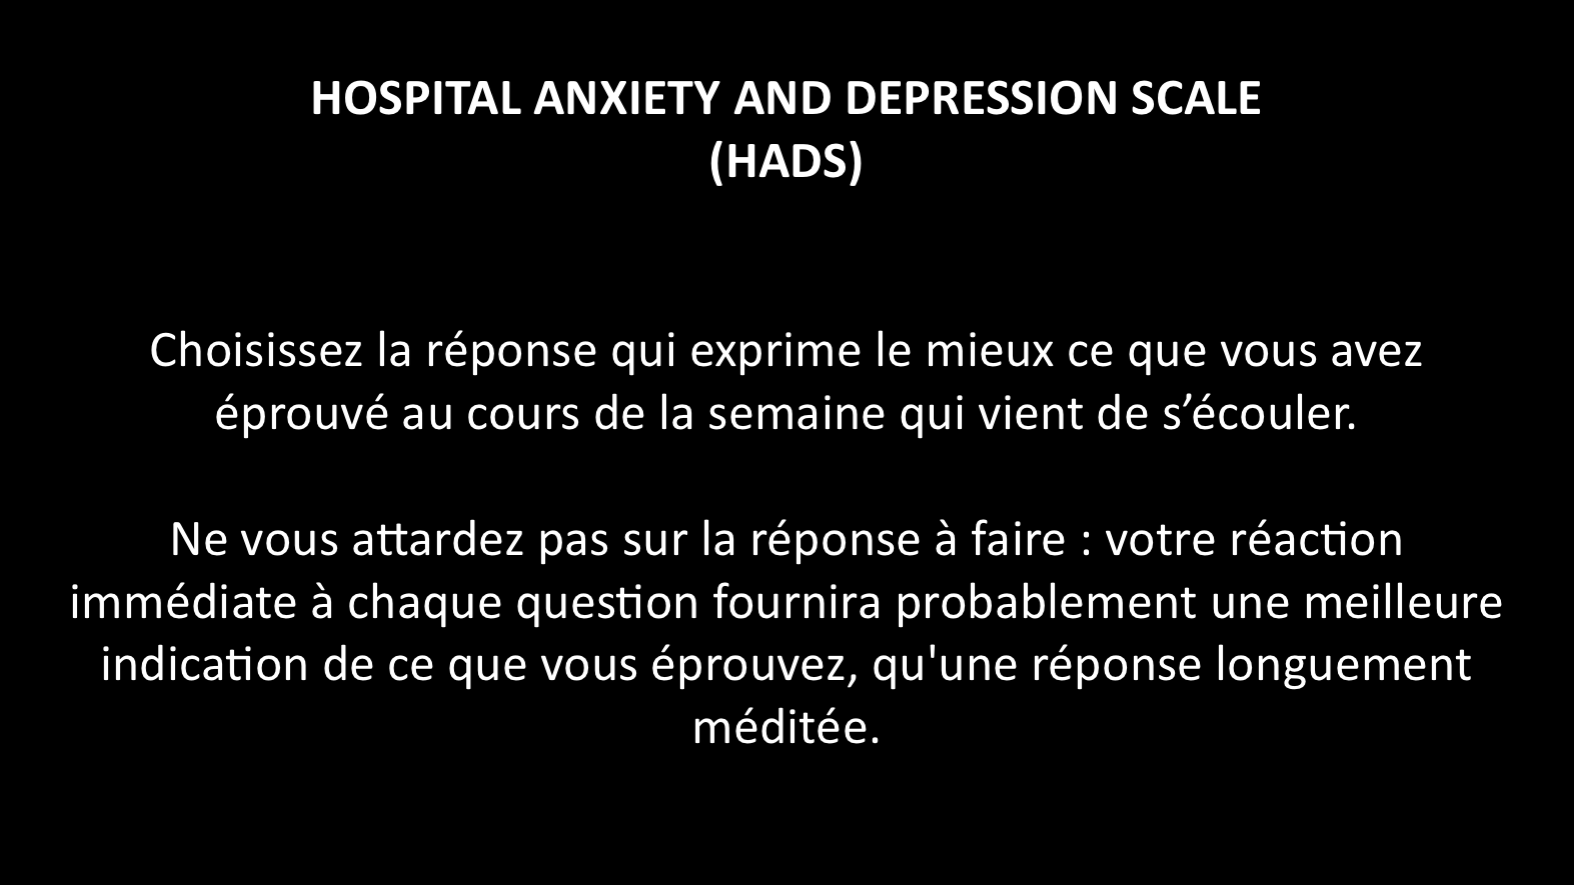 HOSPITAL ANXIETY AND DEPRESSION SCALE
(HADS)
Choisissez la réponse qui exprime le mieux ce que vous avez
éprouvé au cours de la semaine qui vient de s’écouler.
Ne vous attardez pas sur la réponse à faire : votre réaction
immédiate à chaque question fournira probablement une meilleure
indication de ce que vous éprouvez, qu'une réponse longuement
méditée.